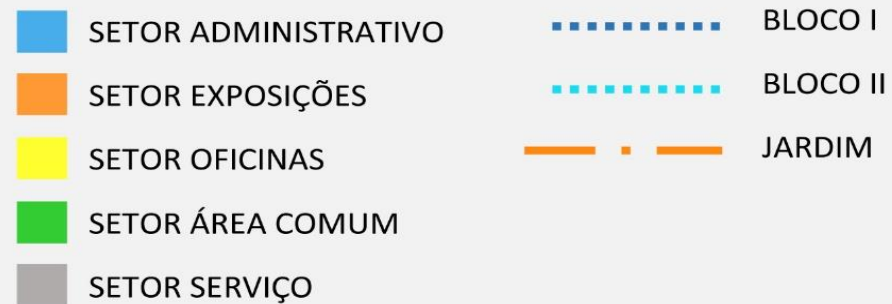 SETOR ADMINISTRATIVO
SETOR EXPOSIÇÕES
SETOR OFICINAS
SETOR ÁREA COMUM
SETOR SERVIÇO
BLOCO I
BLOCO II
JARDIM